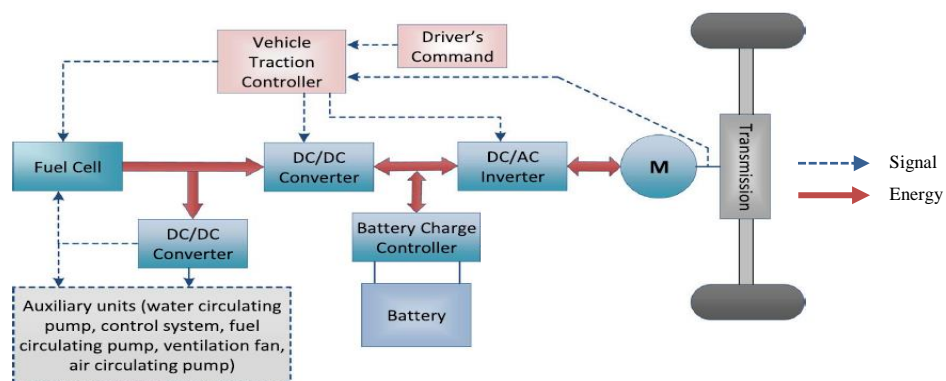 Vehicle
Traction
Controller
Driver's
Command
Fuel Cell
DC/DC
Converter
DC/AC
Inverter
M
Transmission
Signal
Energy
DC/DC
Converter
Battery Charge
Controller
Battery
Auxiliary units (water circulating
pump, control system, fuel
circulating pump, ventilation fan,
air circulating pump)